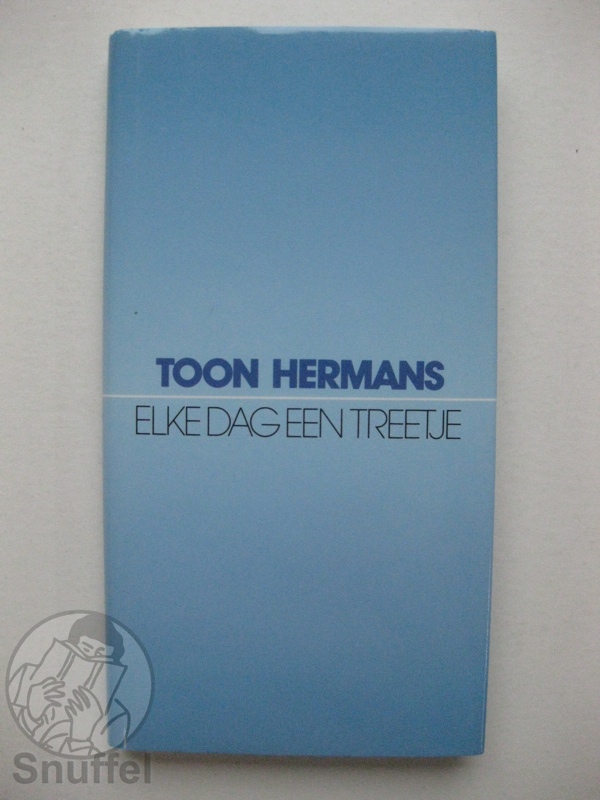 TOON HERMANS
ELKE DAG EEN TREETJE
Snuffel